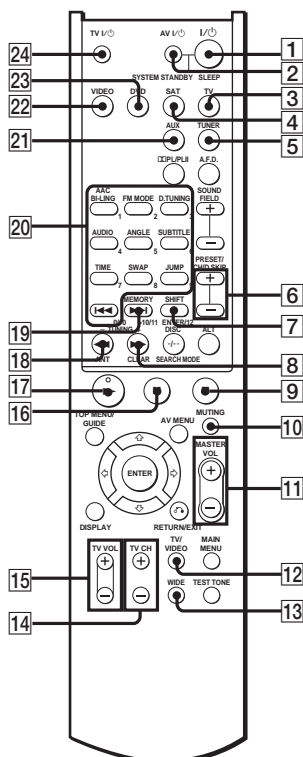 TV I/⏻ AV I/⏻ I/⏻
SYSTEM STANDBY SLEEP
24
23
22
21
20
19
18
17
16
15
14
1
2
3
4
5
6
7
8
9
10
11
12
13
VIDEO DVD SAT TV
AUX TUNER
PL/PLII A.F.D.
AAC
BI-LING FM MODE D.TUNING SOUND
FIELD
1 2
+
AUDIO ANGLE SUBTITLE
4 5 6
−
TIME SWAP JUMP PRESET/
7 8
+
MEMORY SHIFT
−
TUNING DISC ALT
-/--
ANT CLEAR SEARCH MODE
TOP MENU/
GUIDE
AV MENU MUTING
MASTER
VOL
+
−
ENTER
DISPLAY RETURN/EXIT
TV VOL TV CH TV/
VIDEO MAIN
MENU
+ +
WIDE TEST TONE
− −